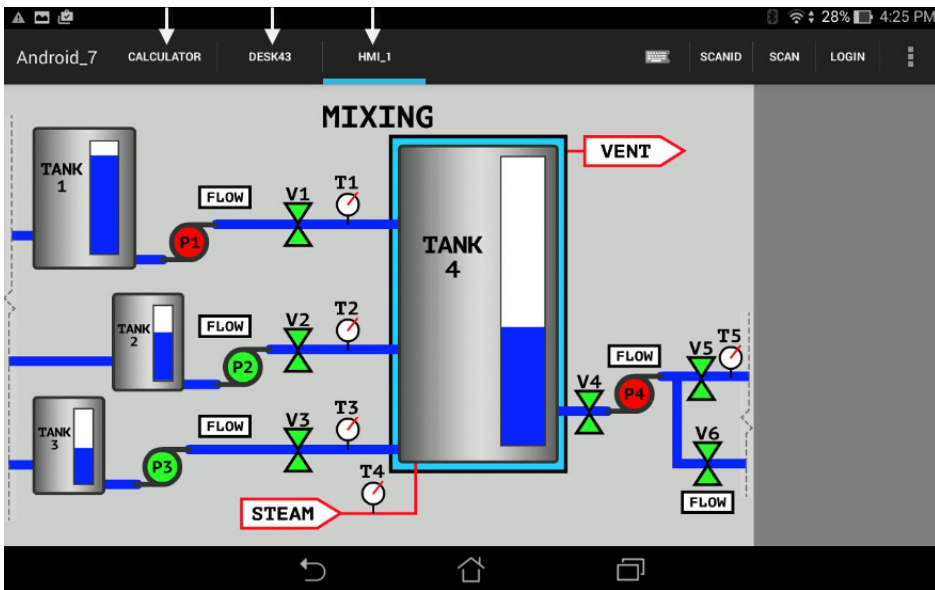 28% 4:25 PM
Android_7 CALCULATOR DESK43 HMI_1 SCANID SCAN LOGIN
MIXING
VENT
TANK
1
FLOW
V1
T1
P1
TANK
4
TANK
2
FLOW
V2
T2
P2
FLOW
V5
T5
V4
P4
TANK
3
FLOW
V3
T3
P3
V6
T4
FLOW
STEAM